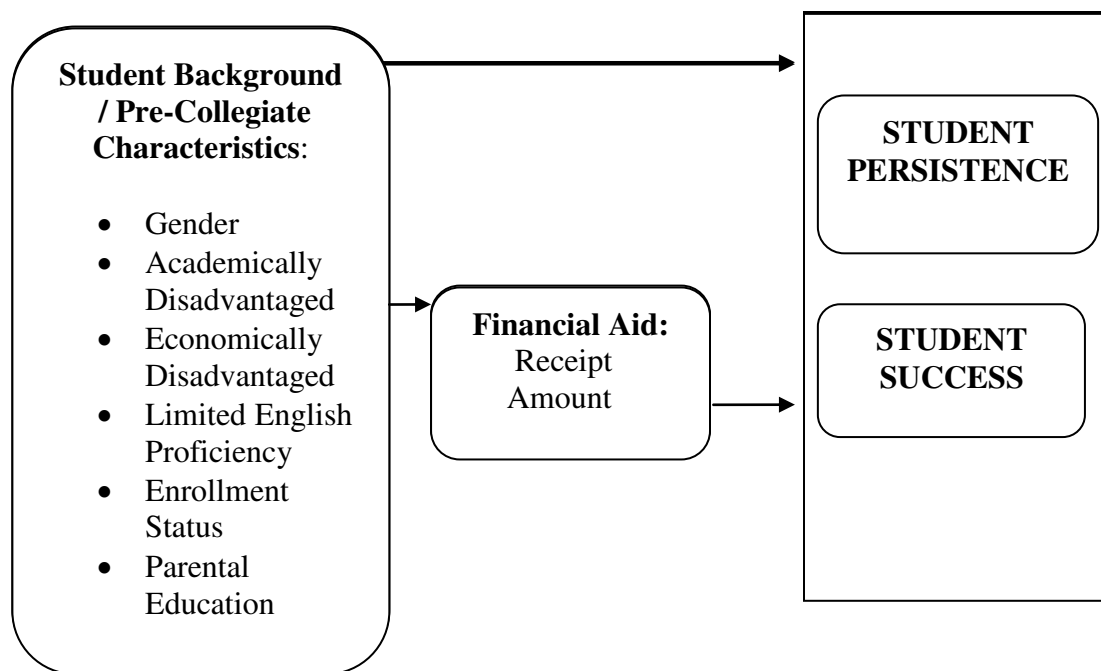 Student Background
/ Pre-Collegiate
Characteristics:
• Gender
• Academically
Disadvantaged
• Economically
Disadvantaged
• Limited English
Proficiency
• Enrollment
Status
• Parental
Education
Financial Aid:
Receipt
Amount
STUDENT
PERSISTENCE
STUDENT
SUCCESS